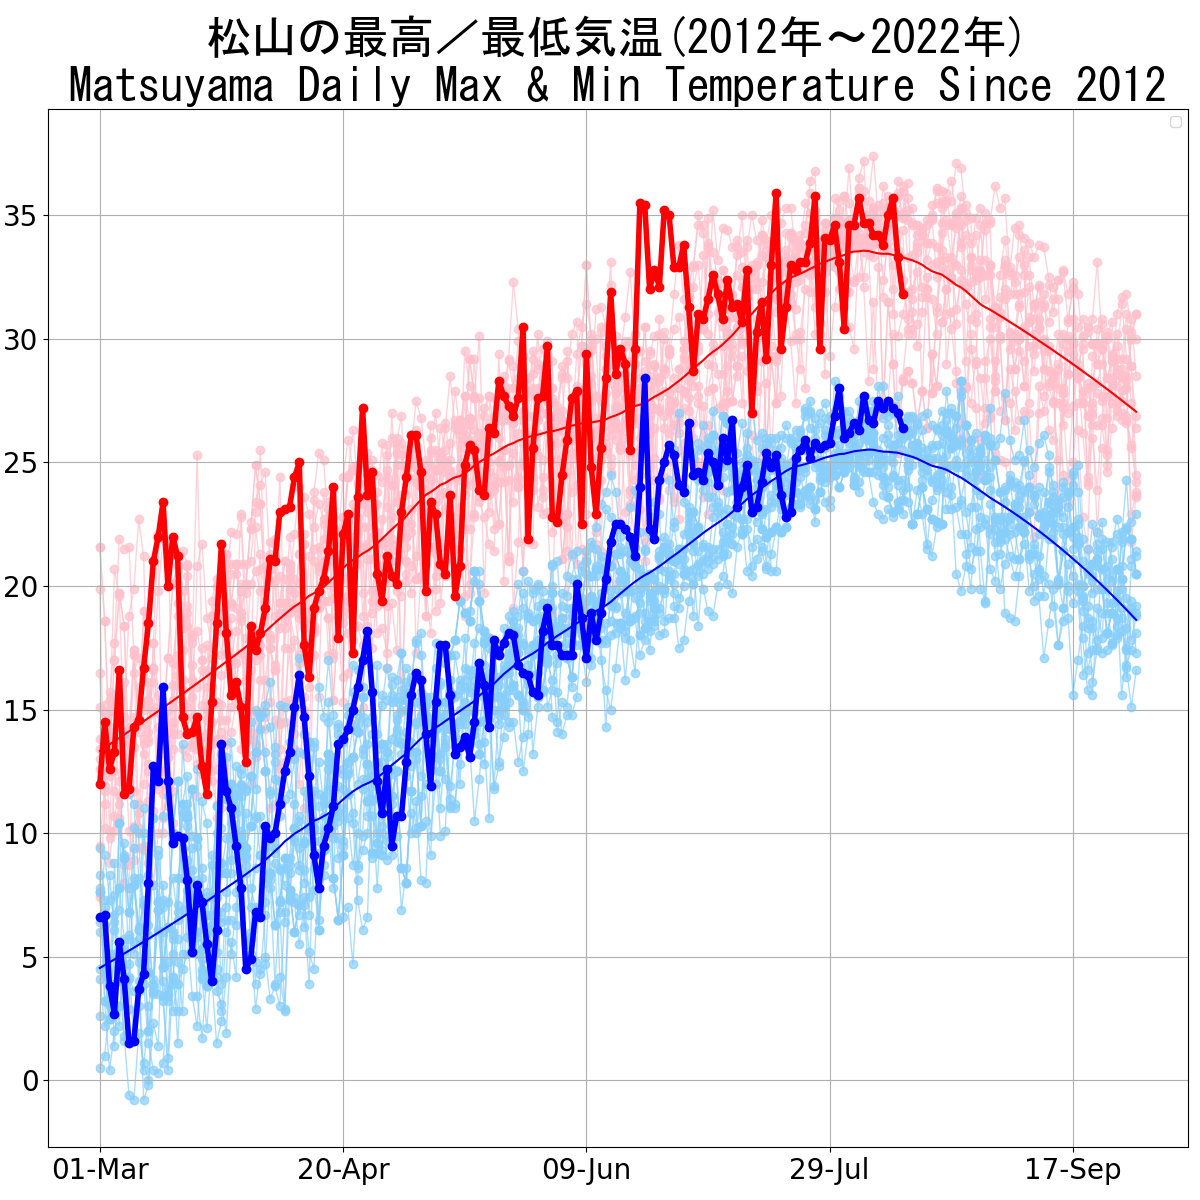 松山の最高／最低気温(2012年～2022年)
Matsuyama Daily Max & Min Temperature Since 2012
35
30
25
20
15
10
5
0
01-Mar 20-Apr 09-Jun 29-Jul 17-Sep